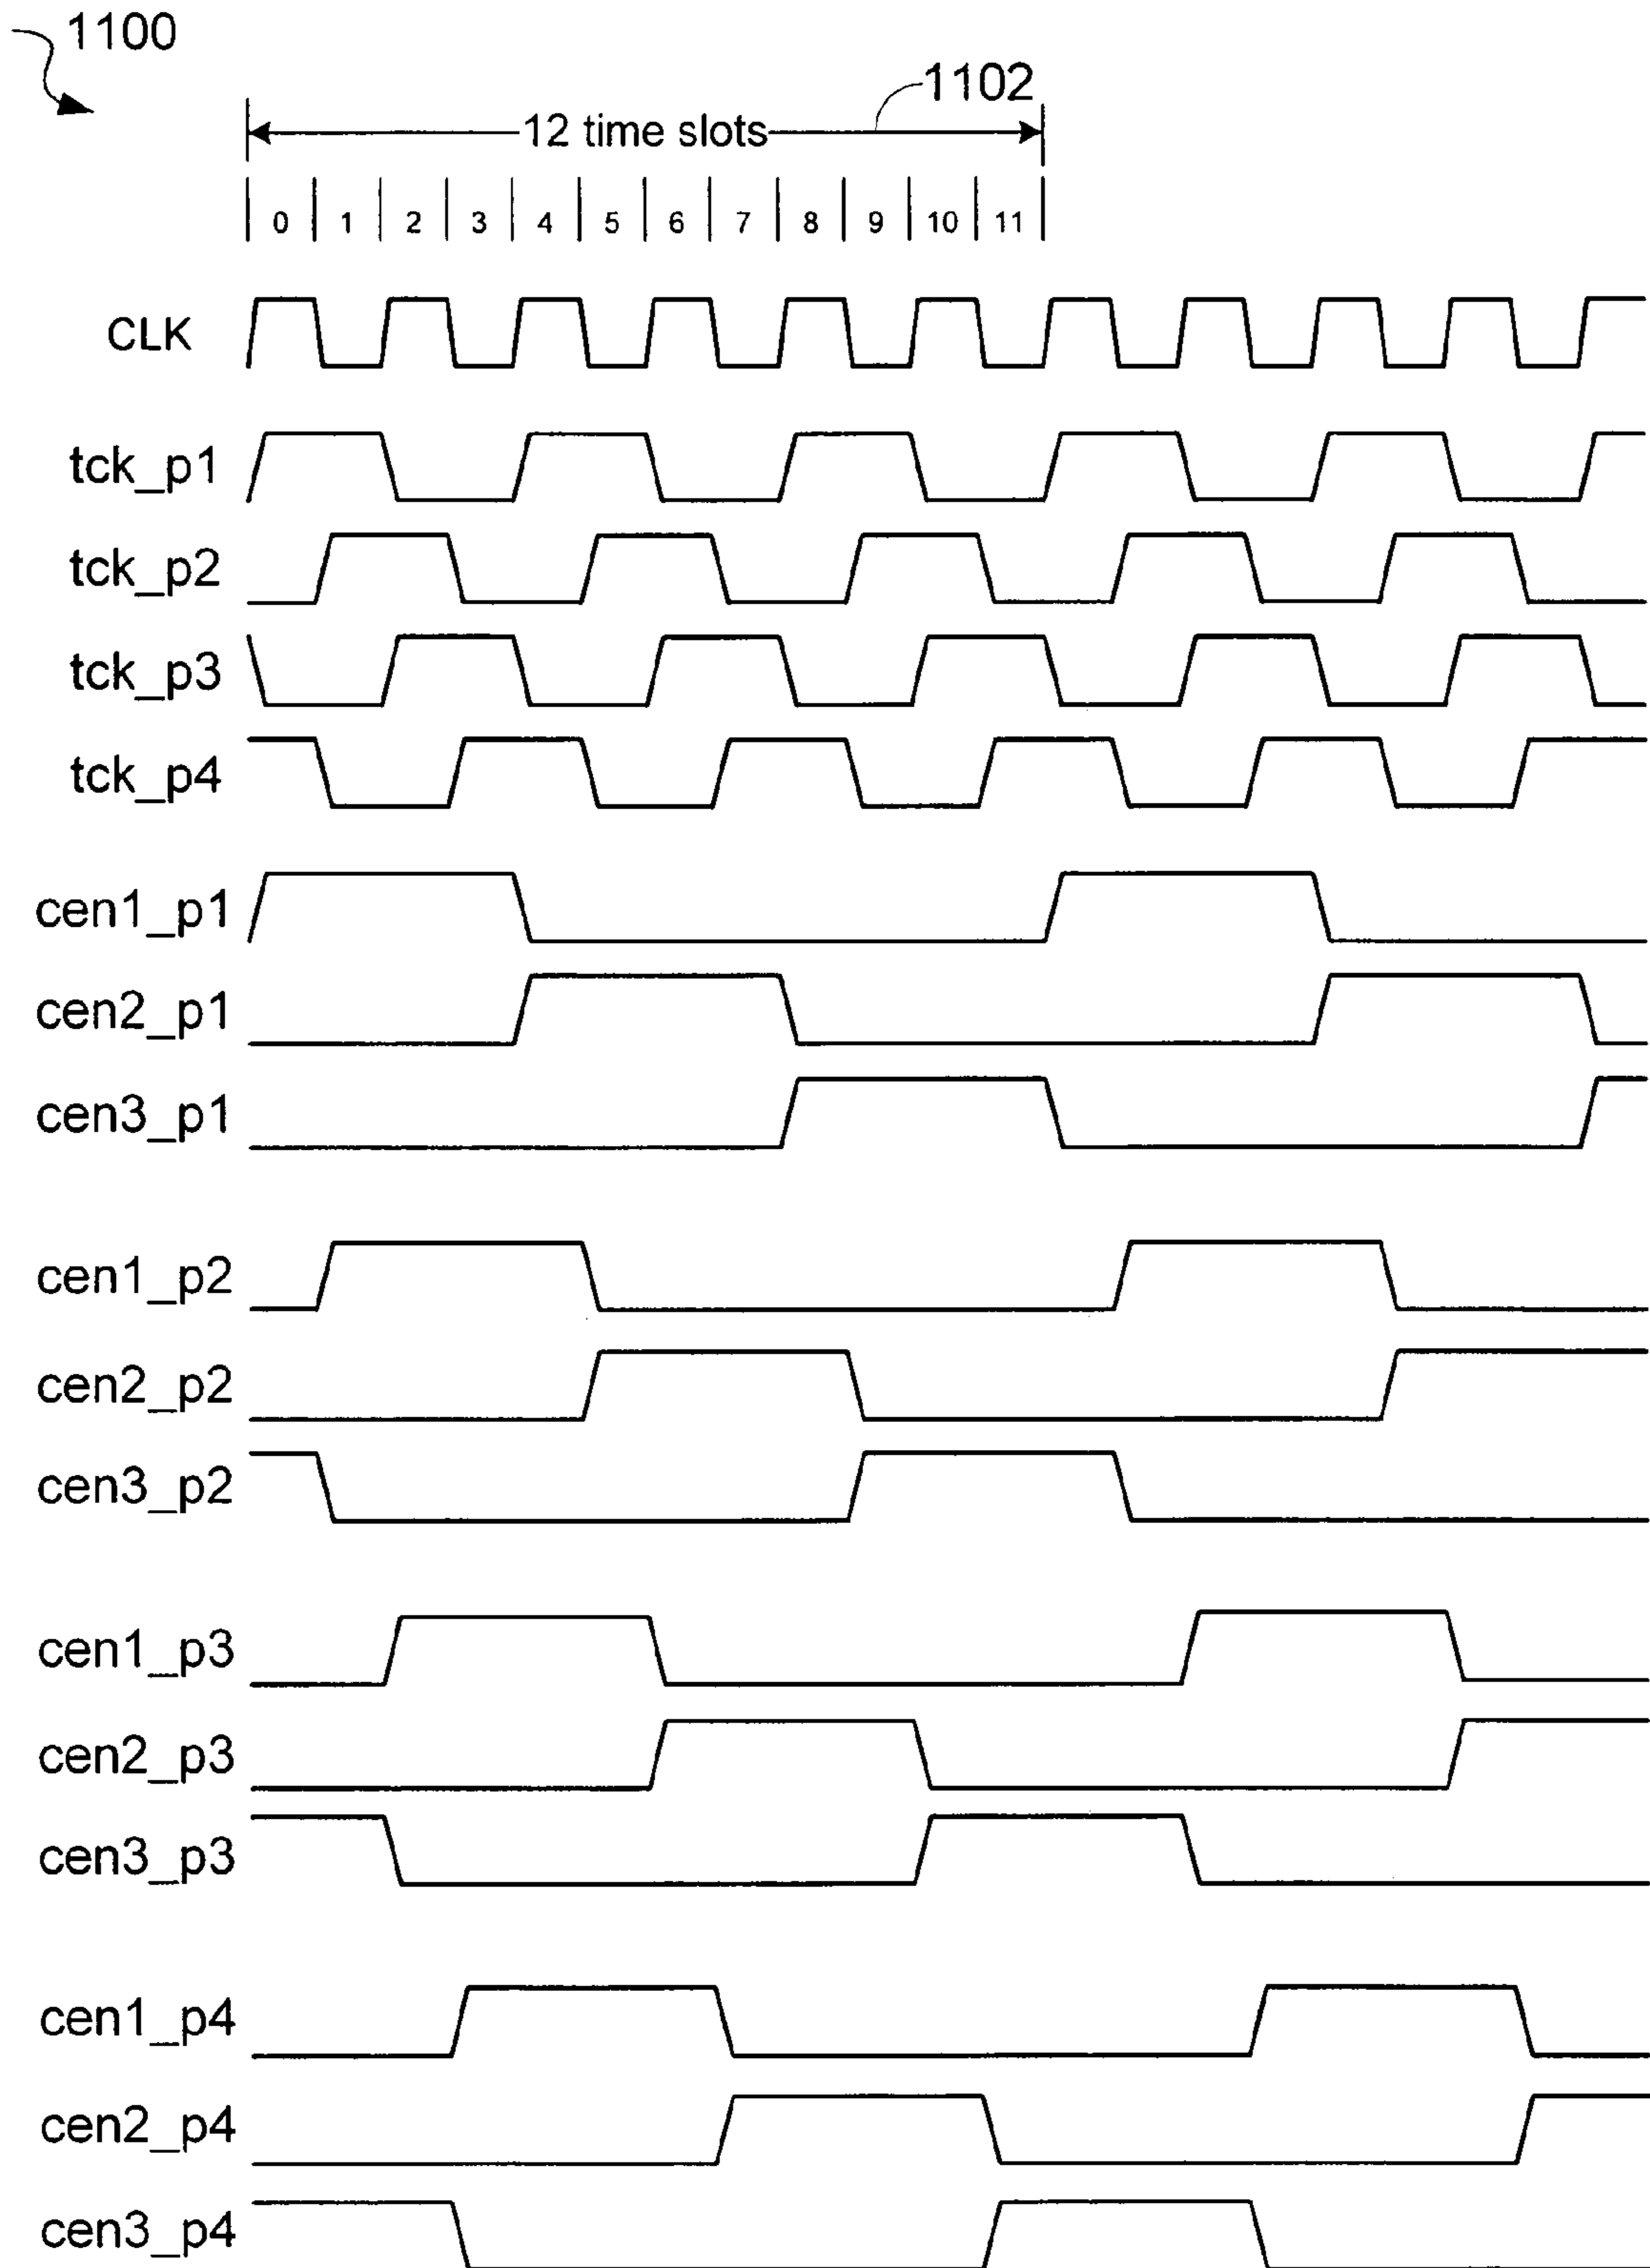 1100
1102
12 time slots
0 1 2 3 4 5 6 7 8 9 10 11
CLK
tck_p1
tck_p2
tck_p3
tck_p4
cen1_p1
cen2_p1
cen3_p1
cen1_p2
cen2_p2
cen3_p2
cen1_p3
cen2_p3
cen3_p3
cen1_p4
cen2_p4
cen3_p4